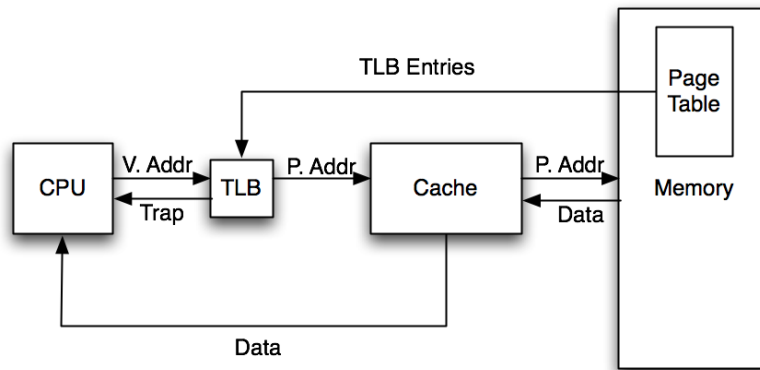 TLB Entries
Page
Table
V. Addr
P. Addr
P. Addr
CPU
TLB
Cache
Memory
Trap
Data
Data